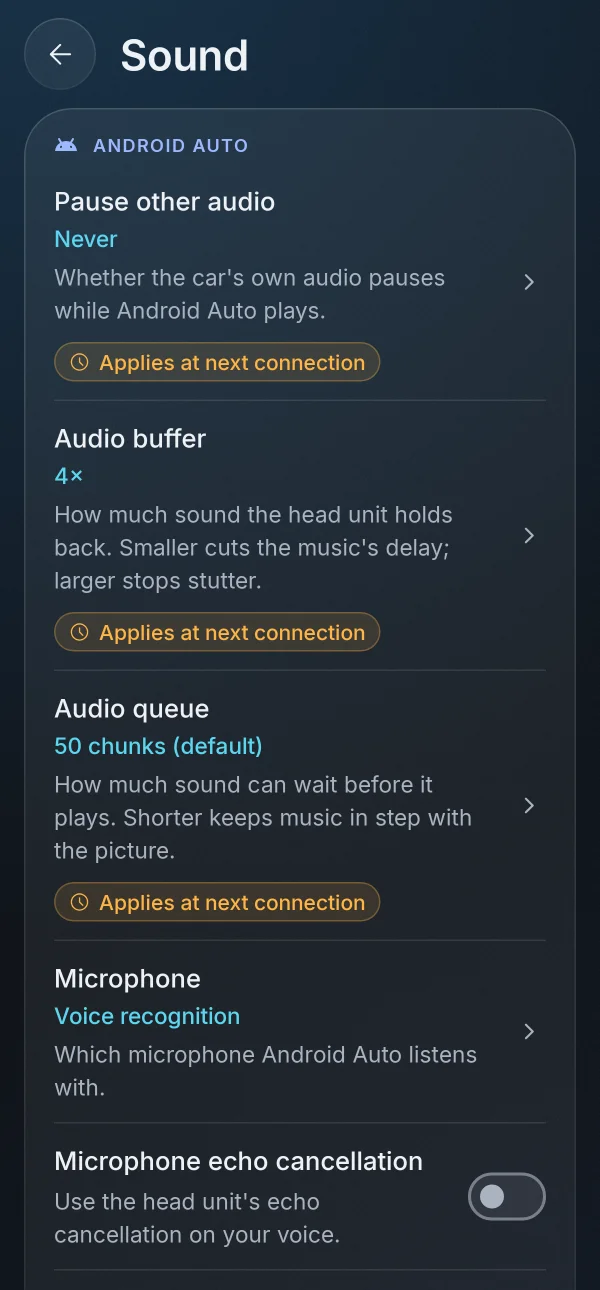 Sound
ANDROID AUTO
Pause other audio
Never
Whether the car's own audio pauses
while Android Auto plays.
Applies at next connection
Audio buffer
4×
How much sound the head unit holds
back. Smaller cuts the music's delay;
larger stops stutter.
Applies at next connection
Audio queue
50 chunks (default)
How much sound can wait before it
plays. Shorter keeps music in step with
the picture.
Applies at next connection
Microphone
Voice recognition
Which microphone Android Auto listens
with.
Microphone echo cancellation
Use the head unit's echo
cancellation on your voice.